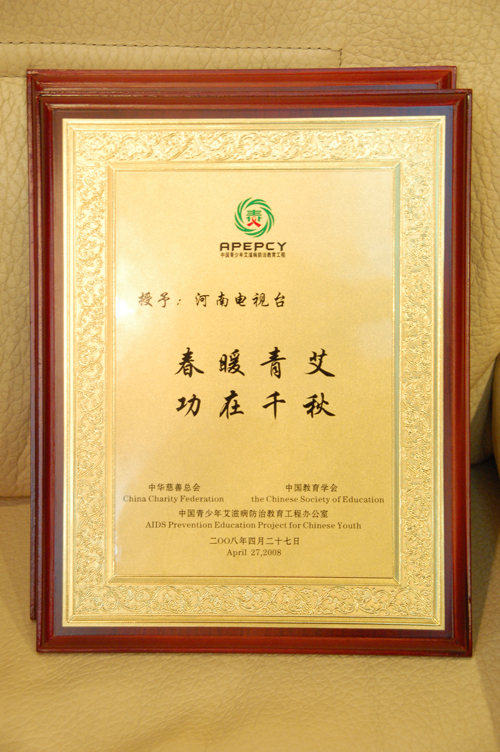 青
APEPCY
中国青少年艾滋病防治教育工程
授予：河南电视台
春暖青艾
功在千秋
中华慈善总会 中国教育学会
China Charity Federation the Chinese Society of Education
中国青少年艾滋病防治教育工程办公室
AIDS Prevention Education Project for Chinese Youth
二〇〇八年四月二十七日
April 27,2008